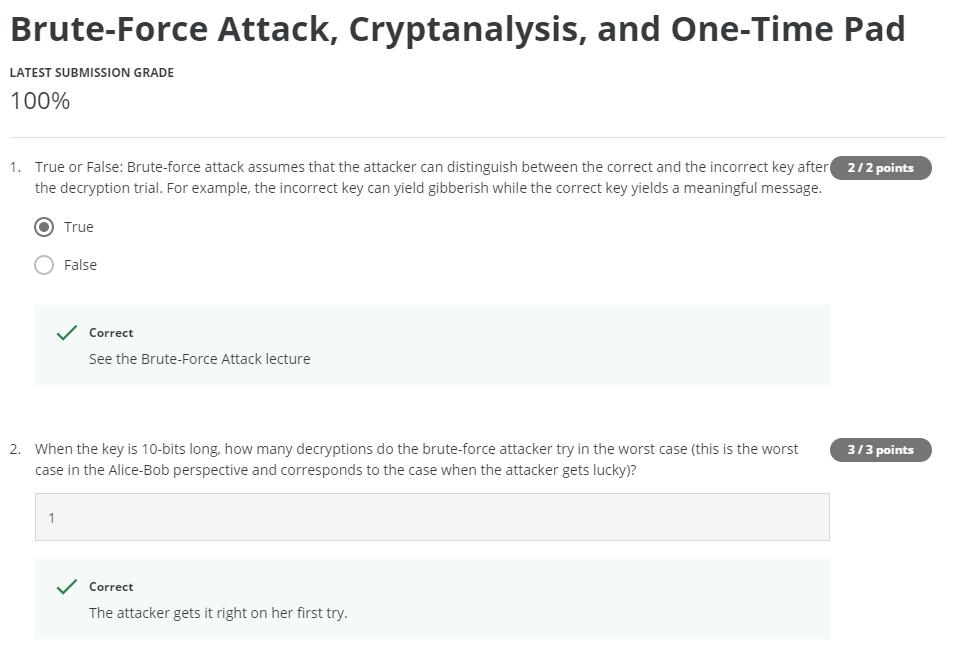 Brute-Force Attack, Cryptanalysis, and One-Time Pad
LATEST SUBMISSION GRADE
100%
1. True or False: Brute-force attack assumes that the attacker can distinguish between the correct and the incorrect key after 2 / 2 points
the decryption trial. For example, the incorrect key can yield gibberish while the correct key yields a meaningful message.
True
False
Correct
See the Brute-Force Attack lecture
2. When the key is 10-bits long, how many decryptions do the brute-force attacker try in the worst case (this is the worst 3 / 3 points
case in the Alice-Bob perspective and corresponds to the case when the attacker gets lucky)?
1
Correct
The attacker gets it right on her first try.